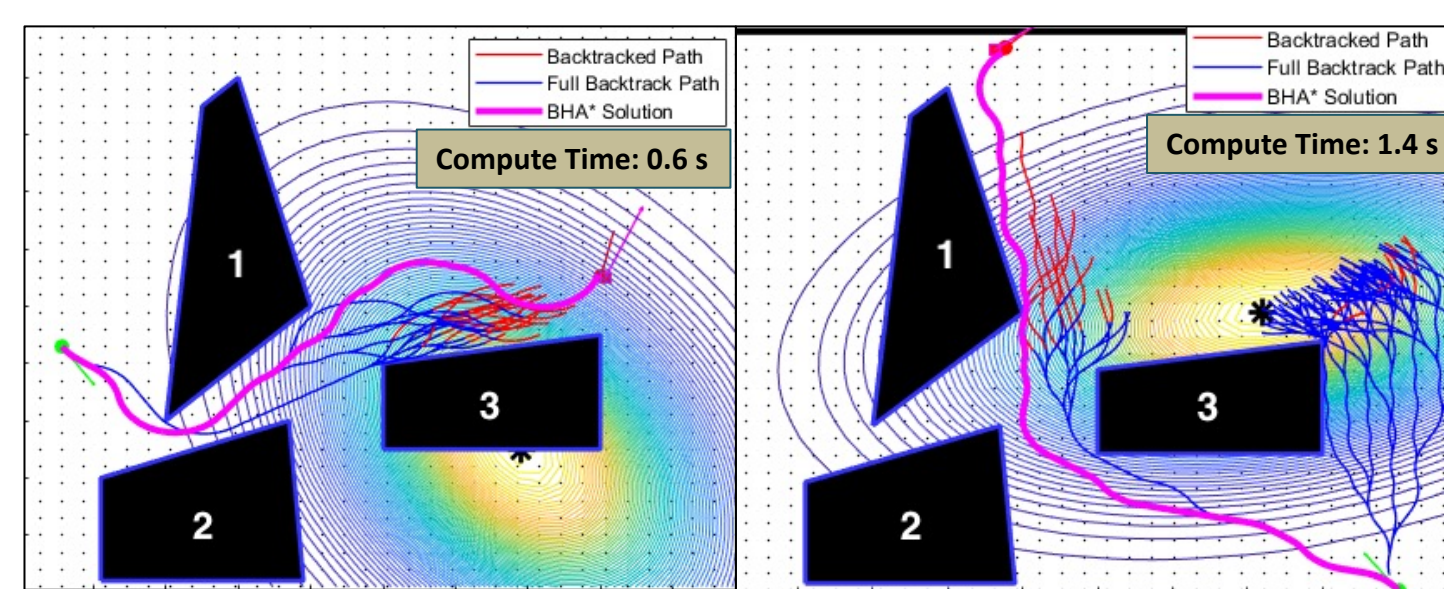 Backtracked Path
Full Backtrack Path
BHA* Solution
Compute Time: 0.6 s
1
2
3
Backtracked Path
Full Backtrack Path
BHA* Solution
Compute Time: 1.4 s
1
2
3